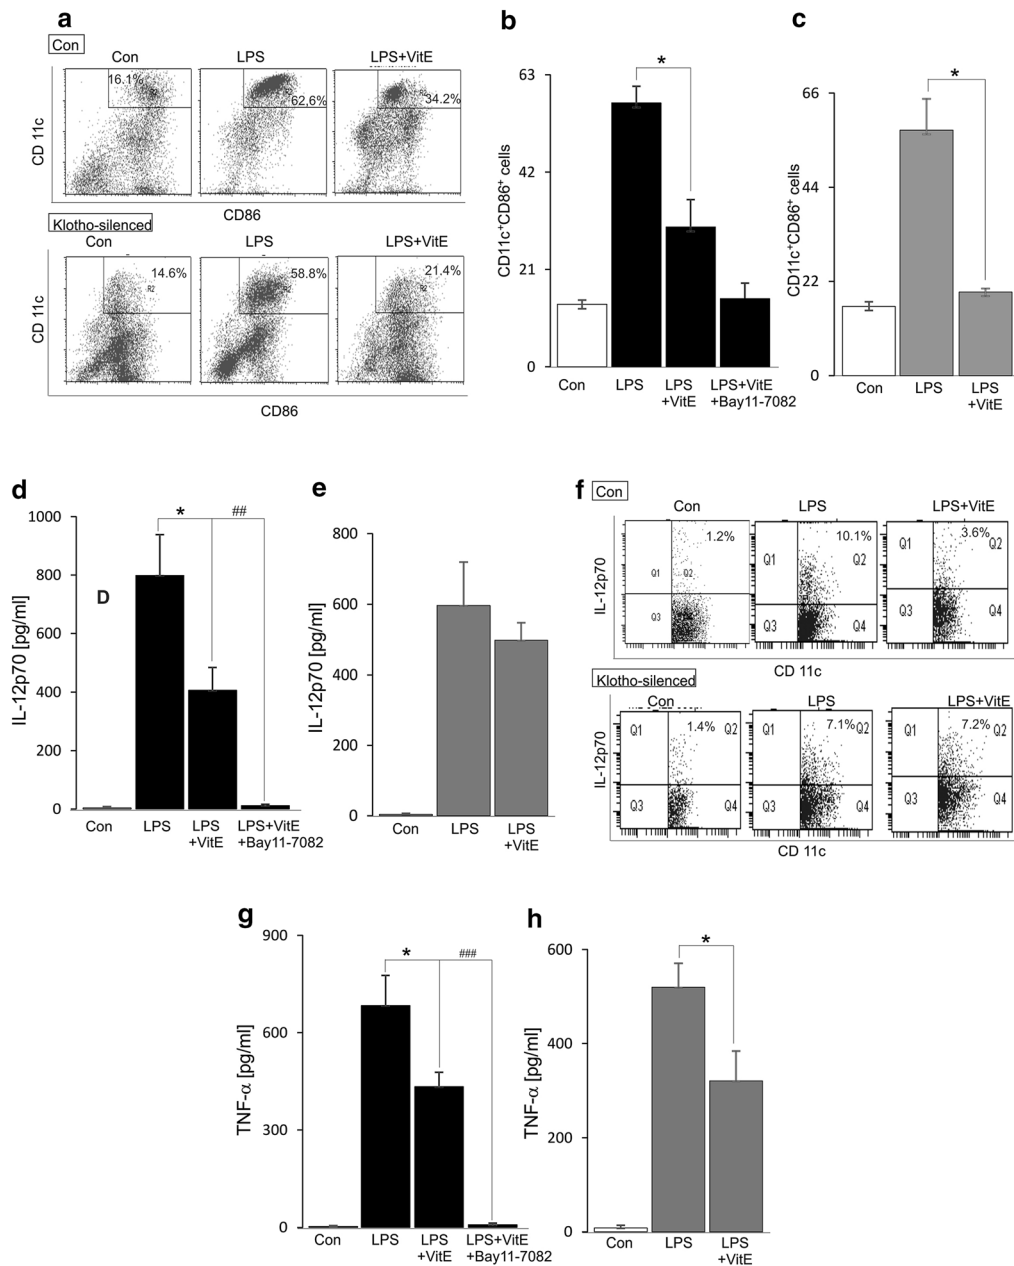 a
Con
Con
LPS
LPS+VitE
16.1%
62,6%
34.2%
CD 11c
CD86
Klotho-silenced
Con
LPS
LPS+VitE
14.6%
R2
58.8%
R2
21.4%
R2
CD 11c
CD86
b
*
63
42
21
0
CD11c+CD86+ cells
Con
LPS
LPS
+VitE
LPS+VitE
+Bay11-7082
c
*
66
44
22
0
CD11c+CD86+ cells
Con
LPS
LPS
+VitE
d
*
##
1000
800
600
400
200
0
D
IL-12p70 [pg/ml]
Con
LPS
LPS
+VitE
LPS+VitE
+Bay11-7082
e
800
600
400
200
0
IL-12p70 [pg/ml]
Con
LPS
LPS
+VitE
f
Con
Con
LPS
LPS+VitE
1.2%
Q1
Q2
Q3
10.1%
Q1
Q2
Q3
Q4
3.6%
Q1
Q2
Q3
Q4
IL-12p70
CD 11c
Klotho-silenced
Con
LPS
LPS+VitE
Q1
1.4%
Q2
Q3
Q4
Q1
7.1%
Q2
Q3
Q4
Q1
7.2%
Q2
Q3
Q4
IL-12p70
CD 11c
g
*
###
900
600
300
0
TNF-α [pg/ml]
Con
LPS
LPS
+VitE
LPS+VitE
+Bay11-7082
h
*
600
400
200
0
TNF-α [pg/ml]
Con
LPS
LPS
+VitE